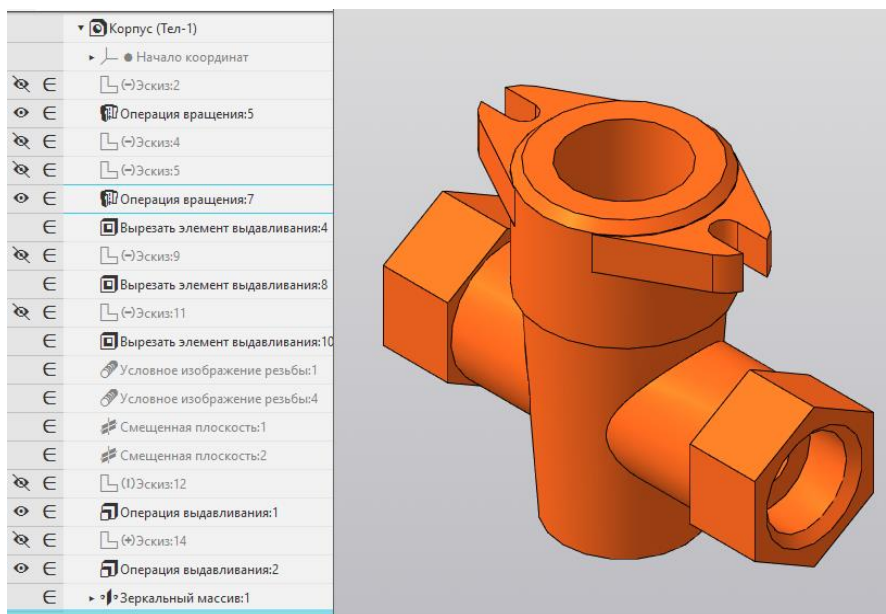 Корпус (Тел-1)
Начало координат
(-)Эскиз:2
Операция вращения:5
(-)Эскиз:4
(-)Эскиз:5
Операция вращения:7
Вырезать элемент выдавливания:4
(-)Эскиз:9
Вырезать элемент выдавливания:8
(-)Эскиз:11
Вырезать элемент выдавливания:10
Условное изображение резьбы:1
Условное изображение резьбы:4
Смещенная плоскость:1
Смещенная плоскость:2
(!)Эскиз:12
Операция выдавливания:1
(+)Эскиз:14
Операция выдавливания:2
Зеркальный массив:1